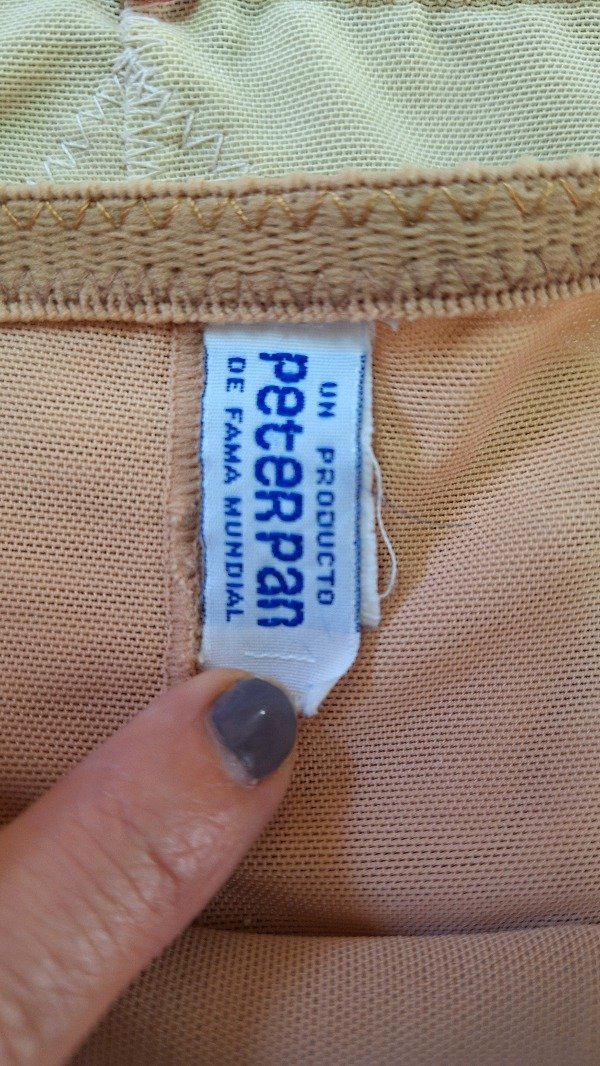 UN PRODUCTO
peterpan
DE FAMA MUNDIAL